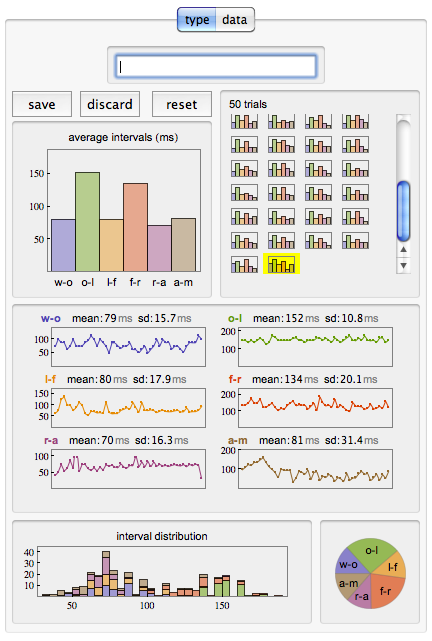 type data
save discard reset
50 trials
average intervals (ms)
150
100
50
w-o o-l l-f f-r r-a a-m
w-o mean:79 ms sd:15.7 ms
100
50
o-l mean:152 ms sd:10.8 ms
200
100
l-f mean:80 ms sd:17.9 ms
150
100
50
f-r mean:134 ms sd:20.1 ms
200
100
r-a mean:70 ms sd:16.3 ms
100
50
a-m mean:81 ms sd:31.4 ms
200
100
interval distribution
40
30
20
10
50 100 150
o-l
w-o l-f
a-m f-r
r-a